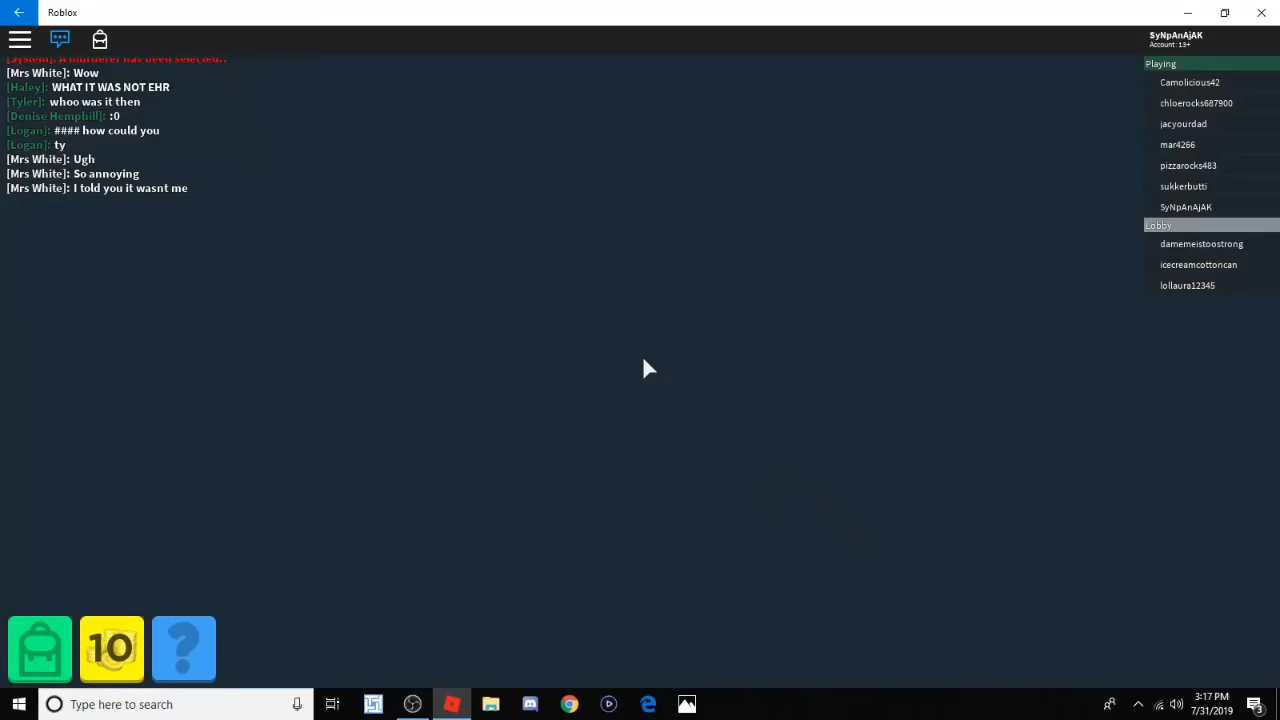 Roblox
SyNpAnAjAK
Account: 13+
[System]: A murderer has been selected..
[Mrs White]: Wow
[Haley]: WHAT IT WAS NOT EHR
[Tyler]: whoo was it then
[Denise Hemphill]: :0
[Logan]: #### how could you
[Logan]: ty
[Mrs White]: Ugh
[Mrs White]: So annoying
[Mrs White]: I told you it wasnt me
Playing
Camolicious42
chloerocks687900
jacyourdad
mar4266
pizzarocks483
sukkerbutti
SyNpAnAjAK
Lobby
damemeistoostrong
icecreamcottoncan
lollaura12345
10
?
Type here to search
3:17 PM
7/31/2019
3